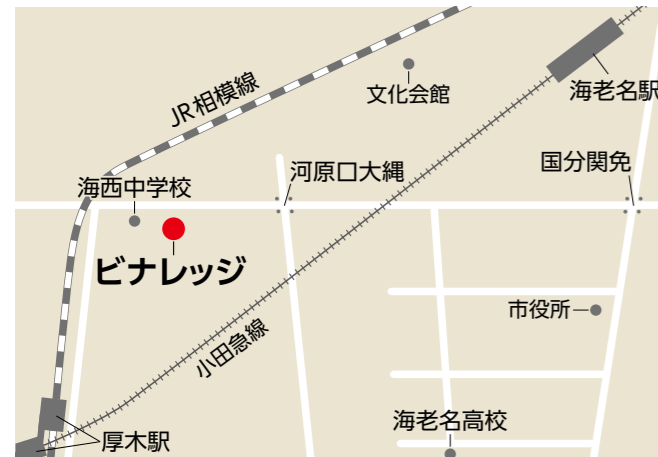 JR相模線
文化会館
海老名駅
海西中学校
河原口大縄
国分関免
ビナレッジ
市役所
小田急線
海老名高校
厚木駅